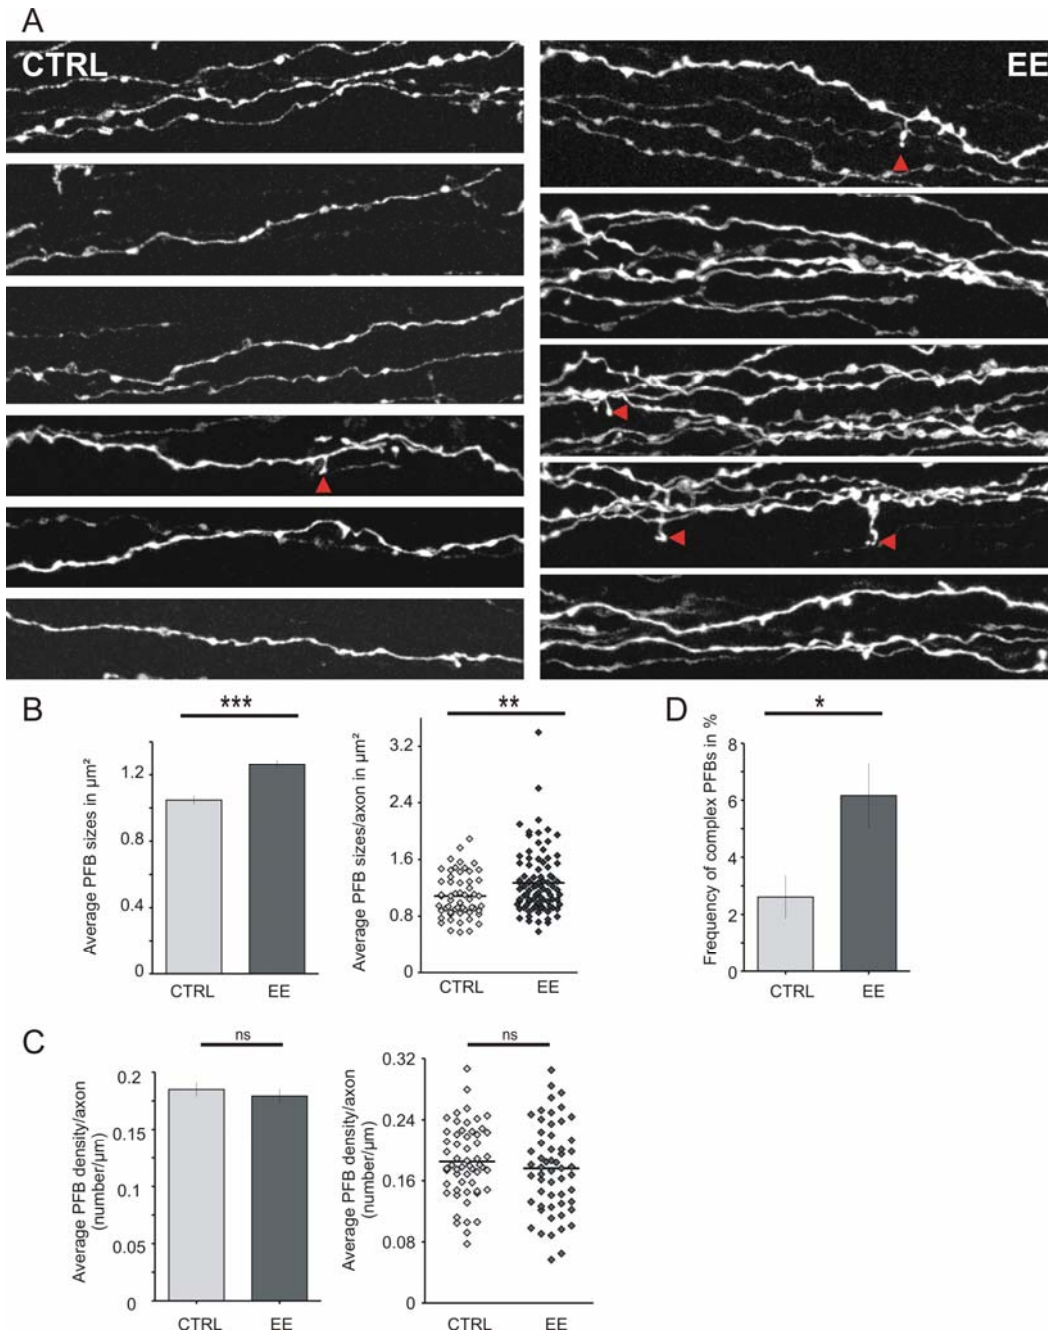 A
CTRL
EE
B
***
Average PFB sizes in µm²
1.2
1.0
0.8
0.4
0
CTRL
EE
**
Average PFB sizes/axon in µm²
3.2
2.4
1.6
0.8
0
CTRL
EE
D
*
Frequency of complex PFBs in %
8
6
4
2
0
CTRL
EE
C
ns
Average PFB density/axon
(number/µm)
0.2
0.15
0.1
0.05
0
CTRL
EE
ns
Average PFB density/axon
(number/µm)
0.32
0.24
0.16
0.08
0
CTRL
EE